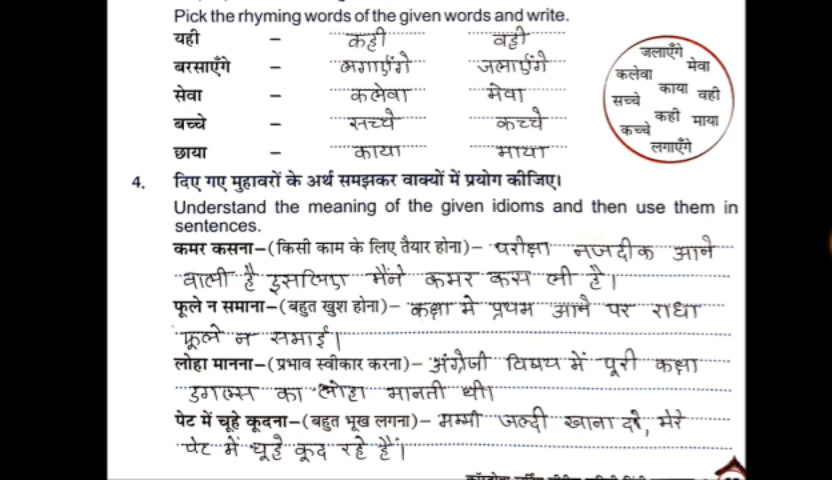 Pick the rhyming words of the given words and write.
यही – कही वही
बरसाएँगे – लगाएंगे जलाएंगे
सेवा – कलेवा मेवा
बच्चे – सच्चे कच्चे
छाया – काया माया
जलाएँगे
कलेवा मेवा
सच्चे काया वही
कच्चे कही माया
लगाएँगे
4. दिए गए मुहावरों के अर्थ समझकर वाक्यों में प्रयोग कीजिए।
Understand the meaning of the given idioms and then use them in
sentences.
कमर कसना–(किसी काम के लिए तैयार होना)– परीक्षा नजदीक आने
वाली है इसलिए मैंने कमर कस ली है।
फूले न समाना–(बहुत खुश होना)– कक्षा मे प्रथम आने पर राधा
फूले न समाई।
लोहा मानना–(प्रभाव स्वीकार करना)– अंग्रेजी विषय में पूरी कक्षा
डगलस का लोहा मानती थी।
पेट में चूहे कूदना–(बहुत भूख लगना)– मम्मी जल्दी खाना दो, मेरे
पेट में चूहे कूद रहे हैं।